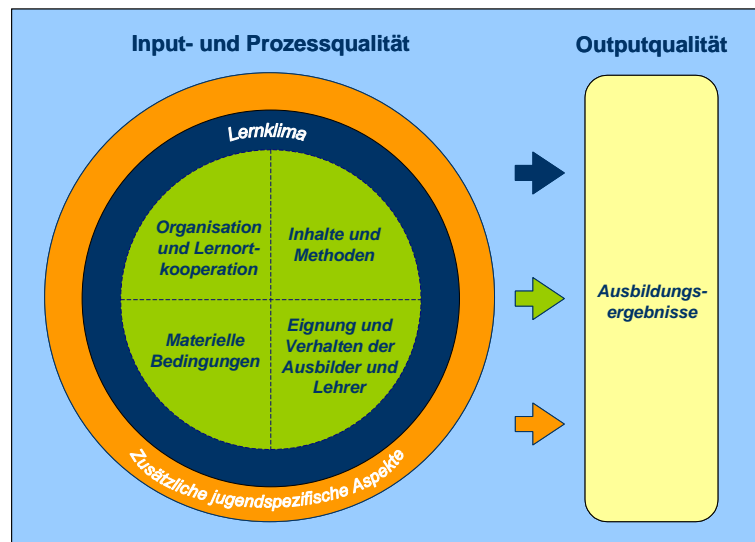 Input- und Prozessqualität
Outputqualität
Lernklima
Organisation
und Lernort-
kooperation
Inhalte und
Methoden
Materielle
Bedingungen
Eignung und
Verhalten der
Ausbilder und
Lehrer
Zusätzliche jugendspezifische Aspekte
Ausbildungs-
ergebnisse